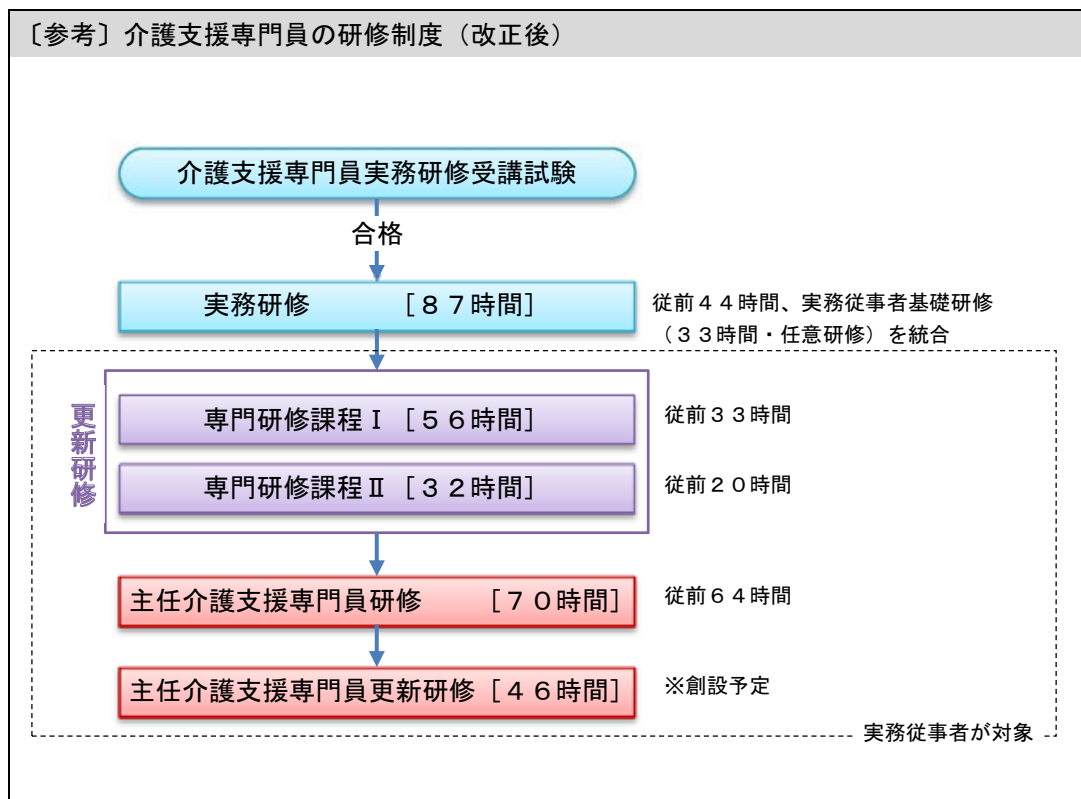 〔参考〕介護支援専門員の研修制度（改正後）
介護支援専門員実務研修受講試験
合格
実務研修　　　［８７時間］
従前４４時間、実務従事者基礎研修
（３３時間・任意研修）を統合
更新研修
専門研修課程Ⅰ［５６時間］
従前３３時間
専門研修課程Ⅱ［３２時間］
従前２０時間
主任介護支援専門員研修　　［７０時間］
従前６４時間
主任介護支援専門員更新研修［４６時間］
※創設予定
実務従事者が対象